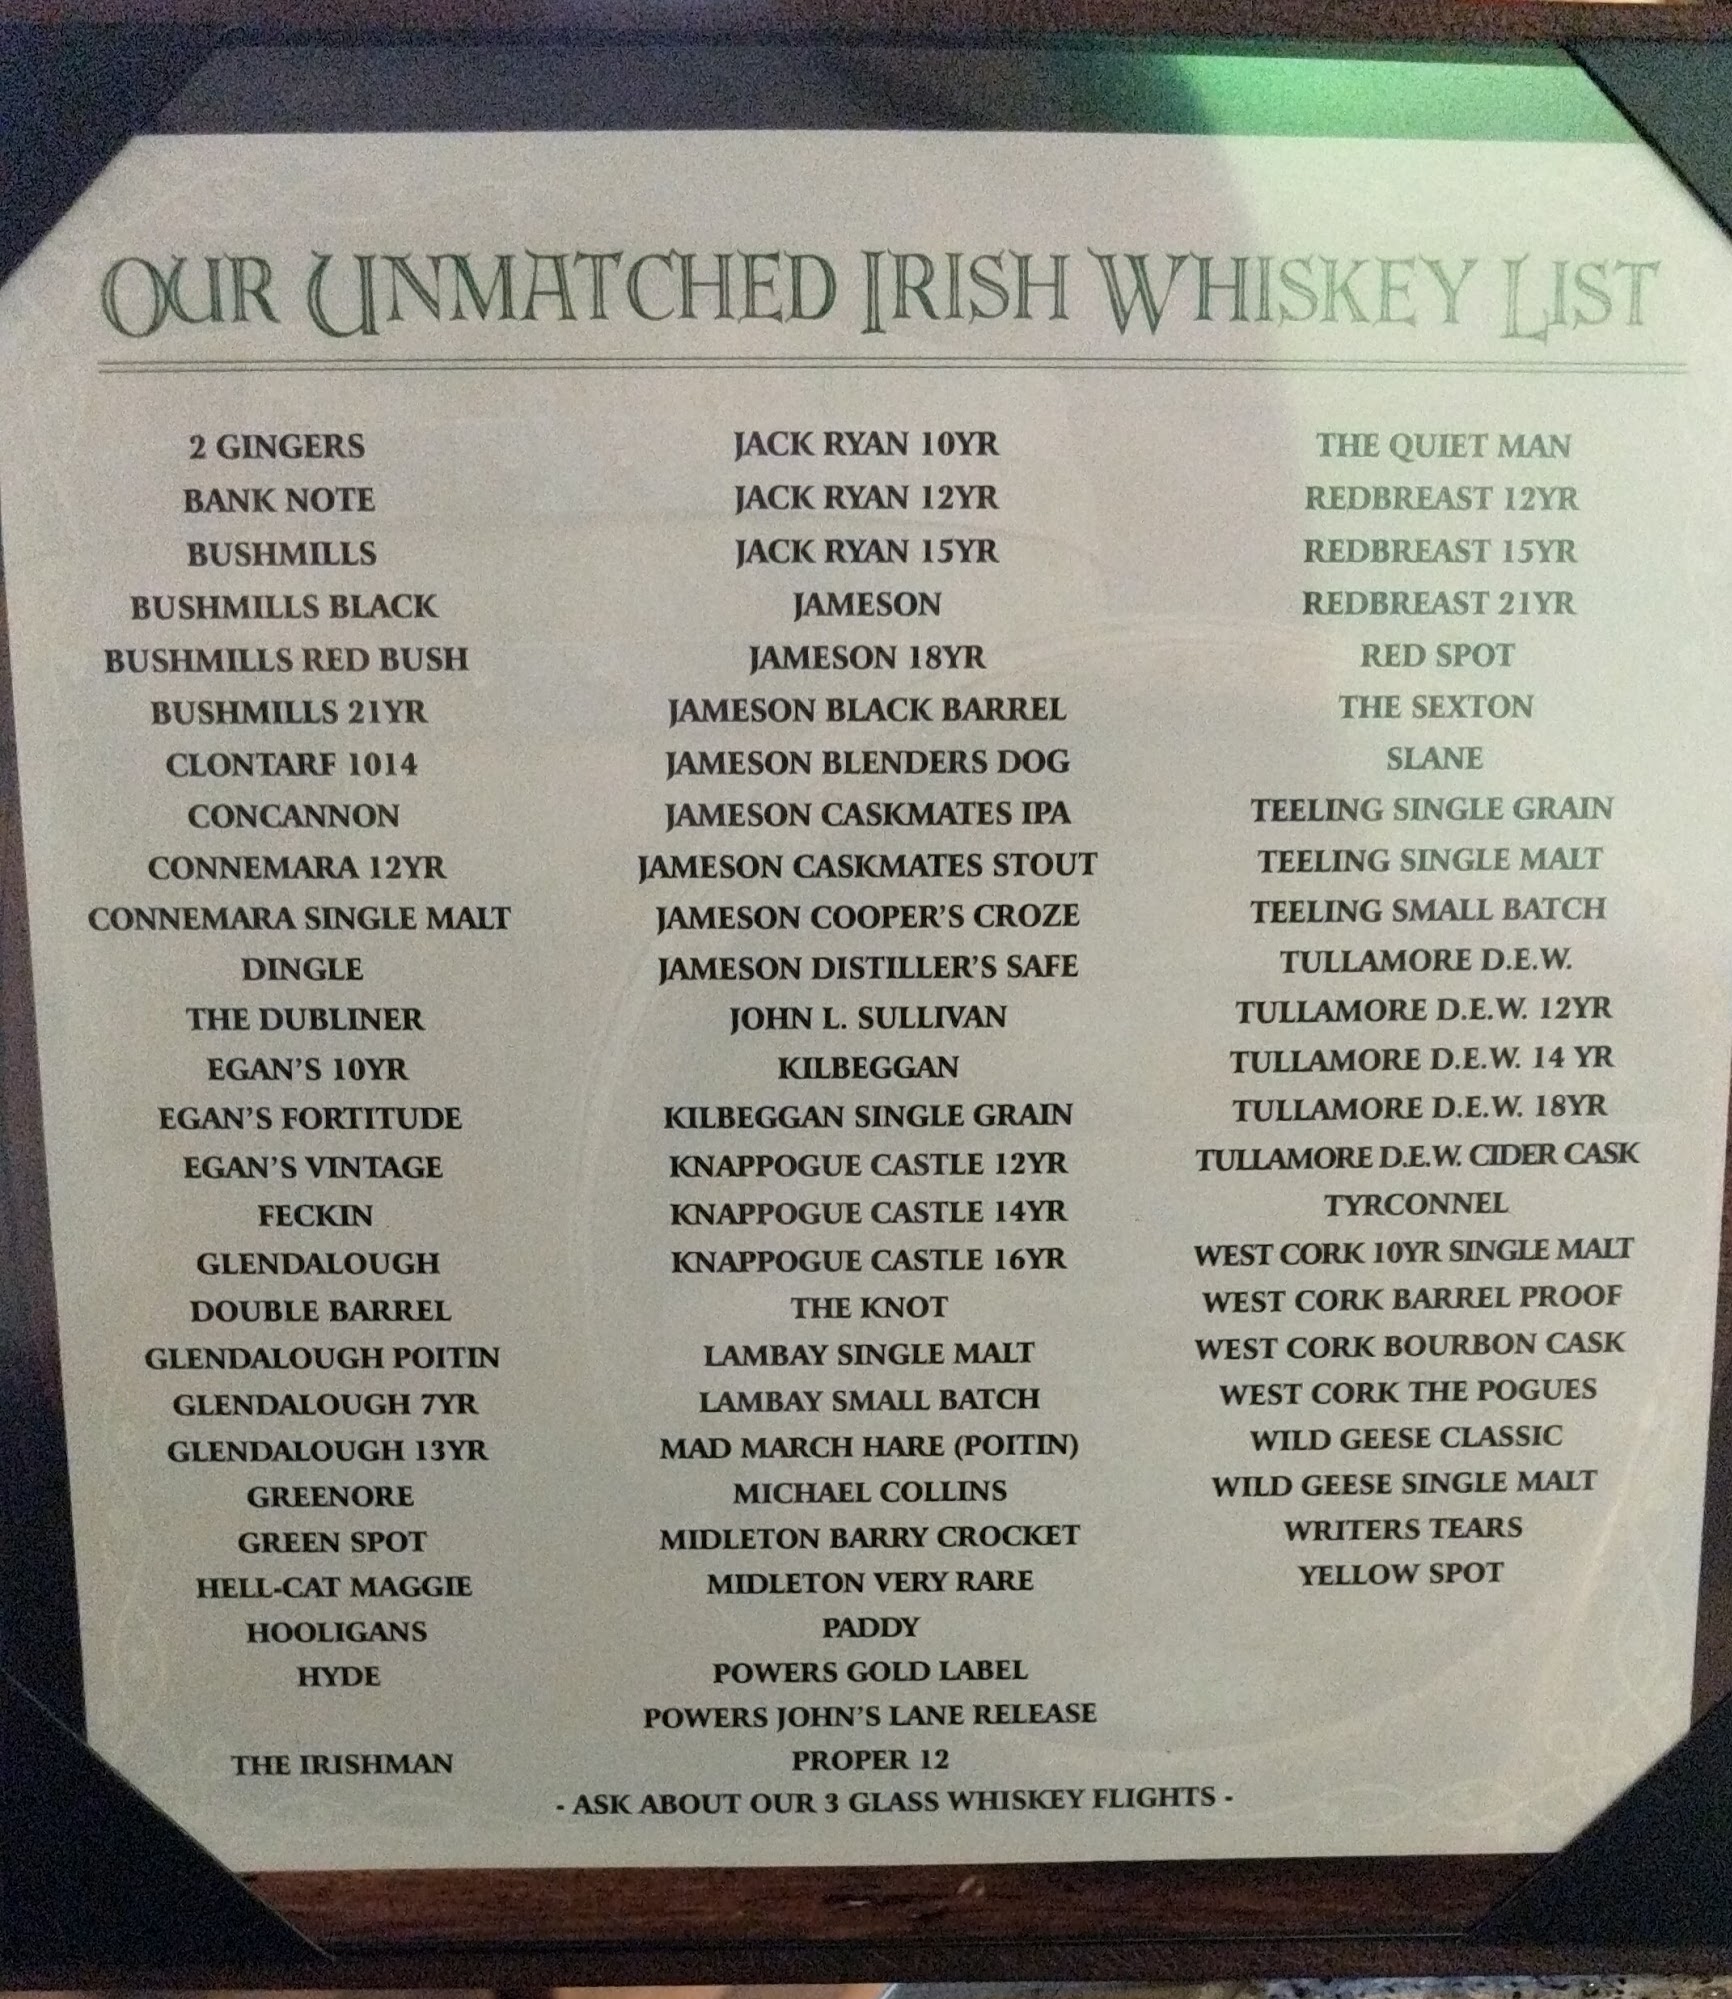 OUR UNMATCHED IRISH WHISKEY LIST
2 GINGERS
BANK NOTE
BUSHMILLS
BUSHMILLS BLACK
BUSHMILLS RED BUSH
BUSHMILLS 21YR
CLONTARF 1014
CONCANNON
CONNEMARA 12YR
CONNEMARA SINGLE MALT
DINGLE
THE DUBLINER
EGAN'S 10YR
EGAN'S FORTITUDE
EGAN'S VINTAGE
FECKIN
GLENDALOUGH
DOUBLE BARREL
GLENDALOUGH POITIN
GLENDALOUGH 7YR
GLENDALOUGH 13YR
GREENORE
GREEN SPOT
HELL-CAT MAGGIE
HOOLIGANS
HYDE
THE IRISHMAN
JACK RYAN 10YR
JACK RYAN 12YR
JACK RYAN 15YR
JAMESON
JAMESON 18YR
JAMESON BLACK BARREL
JAMESON BLENDERS DOG
JAMESON CASKMATES IPA
JAMESON CASKMATES STOUT
JAMESON COOPER'S CROZE
JAMESON DISTILLER'S SAFE
JOHN L. SULLIVAN
KILBEGGAN
KILBEGGAN SINGLE GRAIN
KNAPPOGUE CASTLE 12YR
KNAPPOGUE CASTLE 14YR
KNAPPOGUE CASTLE 16YR
THE KNOT
LAMBAY SINGLE MALT
LAMBAY SMALL BATCH
MAD MARCH HARE (POITIN)
MICHAEL COLLINS
MIDLETON BARRY CROCKET
MIDLETON VERY RARE
PADDY
POWERS GOLD LABEL
POWERS JOHN'S LANE RELEASE
PROPER 12
THE QUIET MAN
REDBREAST 12YR
REDBREAST 15YR
REDBREAST 21YR
RED SPOT
THE SEXTON
SLANE
TEELING SINGLE GRAIN
TEELING SINGLE MALT
TEELING SMALL BATCH
TULLAMORE D.E.W.
TULLAMORE D.E.W. 12YR
TULLAMORE D.E.W. 14 YR
TULLAMORE D.E.W. 18YR
TULLAMORE D.E.W. CIDER CASK
TYRCONNEL
WEST CORK 10YR SINGLE MALT
WEST CORK BARREL PROOF
WEST CORK BOURBON CASK
WEST CORK THE POGUES
WILD GEESE CLASSIC
WILD GEESE SINGLE MALT
WRITERS TEARS
YELLOW SPOT
- ASK ABOUT OUR 3 GLASS WHISKEY FLIGHTS -